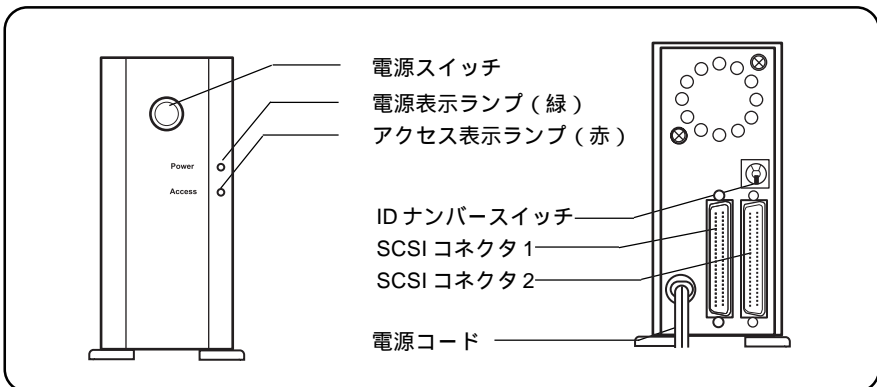 電源スイッチ
電源表示ランプ(緑)
アクセス表示ランプ(赤)
Power
Access
IDナンバースイッチ
SCSIコネクタ1
SCSIコネクタ2
電源コード